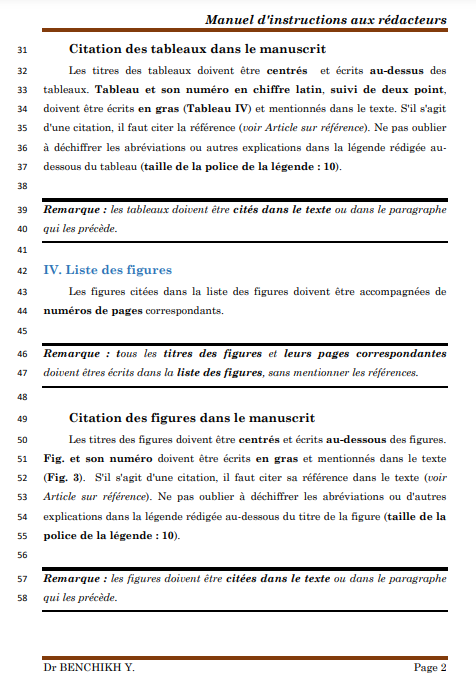 Manuel d'instructions aux rédacteurs
31 Citation des tableaux dans le manuscrit
32 Les titres des tableaux doivent être centrés et écrits au-dessus des
33 tableaux. Tableau et son numéro en chiffre latin, suivi de deux point,
34 doivent être écrits en gras (Tableau IV) et mentionnés dans le texte. S'il s'agit
35 d'une citation, il faut citer la référence (voir Article sur référence). Ne pas oublier
36 à déchiffrer les abréviations ou autres explications dans la légende rédigée au-
37 dessous du tableau (taille de la police de la légende : 10).
38
39 Remarque : les tableaux doivent être cités dans le texte ou dans le paragraphe
40 qui les précède.
41
42 IV. Liste des figures
43 Les figures citées dans la liste des figures doivent être accompagnées de
44 numéros de pages correspondants.
45
46 Remarque : tous les titres des figures et leurs pages correspondantes
47 doivent êtres écrits dans la liste des figures, sans mentionner les références.
48
49 Citation des figures dans le manuscrit
50 Les titres des figures doivent être centrés et écrits au-dessous des figures.
51 Fig. et son numéro doivent être écrits en gras et mentionnés dans le texte
52 (Fig. 3). S'il s'agit d'une citation, il faut citer sa référence dans le texte (voir
53 Article sur référence). Ne pas oublier à déchiffrer les abréviations ou d'autres
54 explications dans la légende rédigée au-dessous du titre de la figure (taille de la
55 police de la légende : 10).
56
57 Remarque : les figures doivent être citées dans le texte ou dans le paragraphe
58 qui les précède.
Dr BENCHIKH Y. Page 2